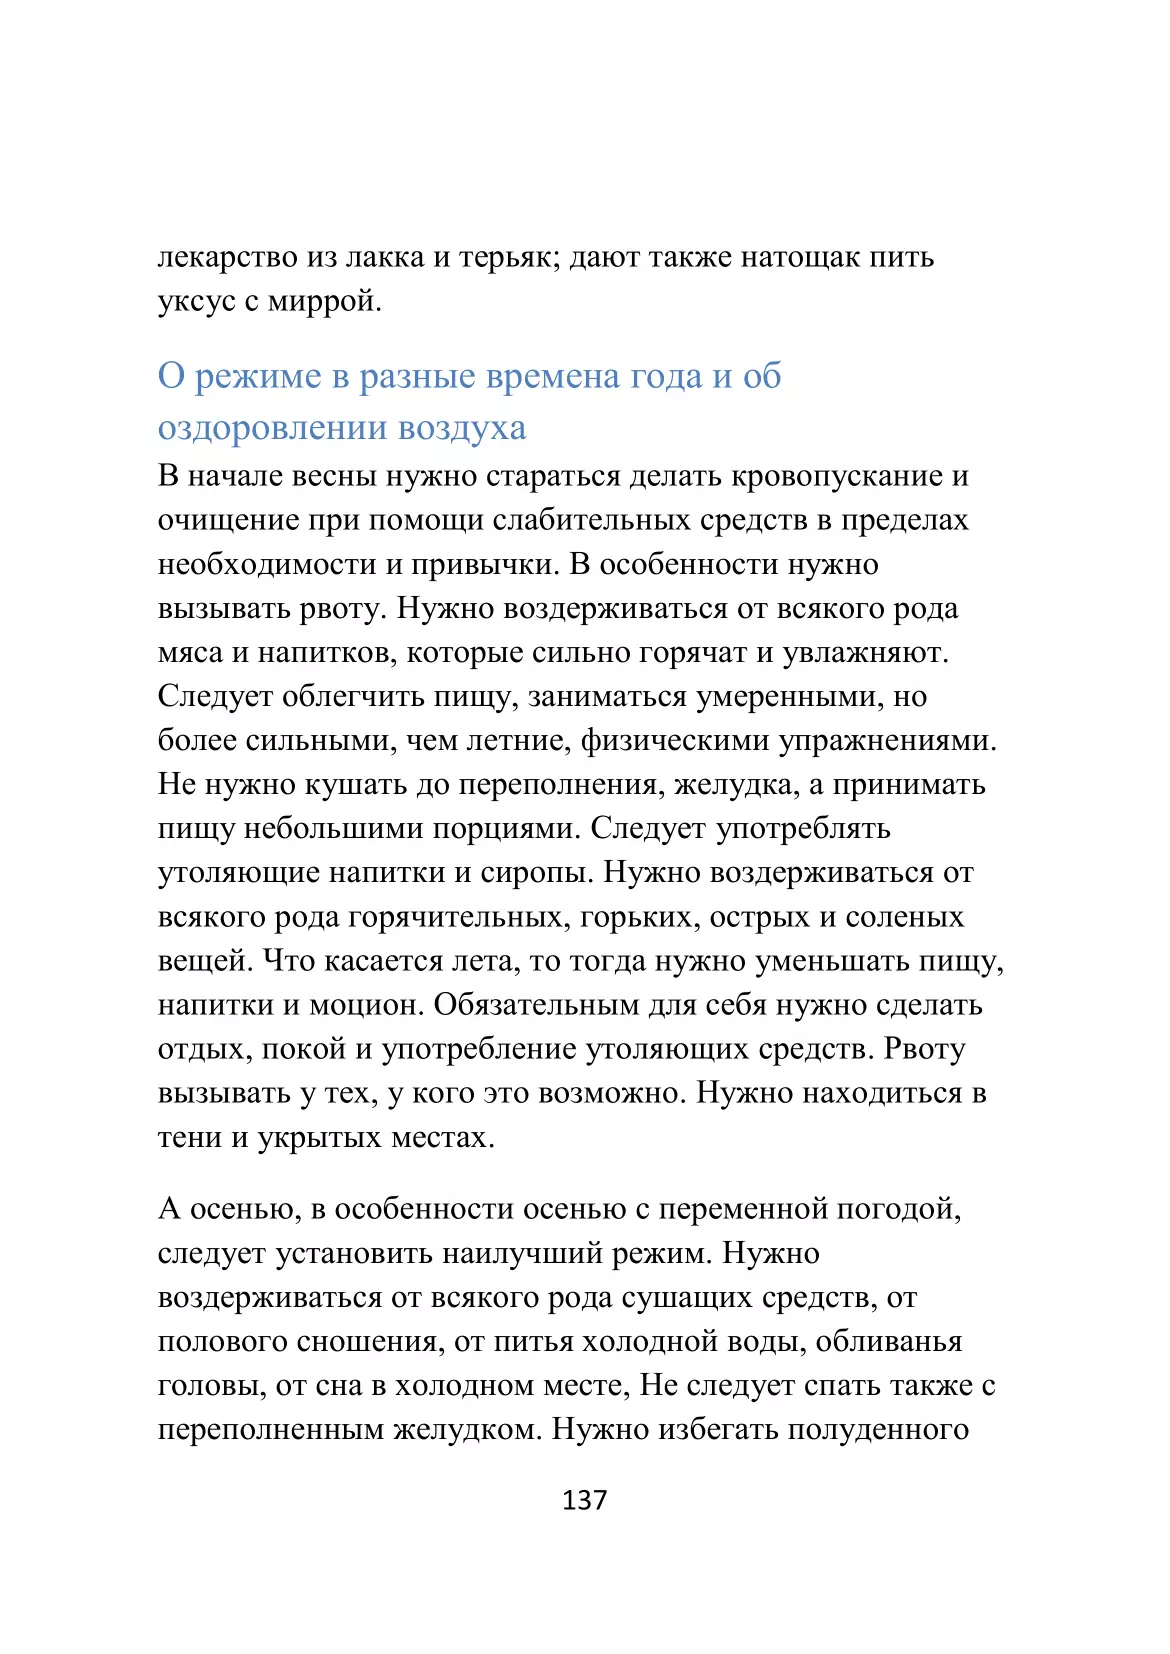 лекарство из лакка и терьяк; дают также натощак пить
уксус с миррой.
О режиме в разные времена года и об
оздоровлении воздуха
В начале весны нужно стараться делать кровопускание и
очищение при помощи слабительных средств в пределах
необходимости и привычки. В особенности нужно
вызывать рвоту. Нужно воздерживаться от всякого рода
мяса и напитков, которые сильно горячат и увлажняют.
Следует облегчить пищу, заниматься умеренными, но
более сильными, чем летние, физическими упражнениями.
Не нужно кушать до переполнения, желудка, а принимать
пищу небольшими порциями. Следует употреблять
утоляющие напитки и сиропы. Нужно воздерживаться от
всякого рода горячительных, горьких, острых и соленых
вещей. Что касается лета, то тогда нужно уменьшать пищу,
напитки и моцион. Обязательным для себя нужно сделать
отдых, покой и употребление утоляющих средств. Рвоту
вызывать у тех, у кого это возможно. Нужно находиться в
тени и укрытых местах.
А осенью, в особенности осенью с переменной погодой,
следует установить наилучший режим. Нужно
воздерживаться от всякого рода сушащих средств, от
полового сношения, от питья холодной воды, обливанья
головы, от сна в холодном месте, Не следует спать также с
переполненным желудком. Нужно избегать полуденного
137